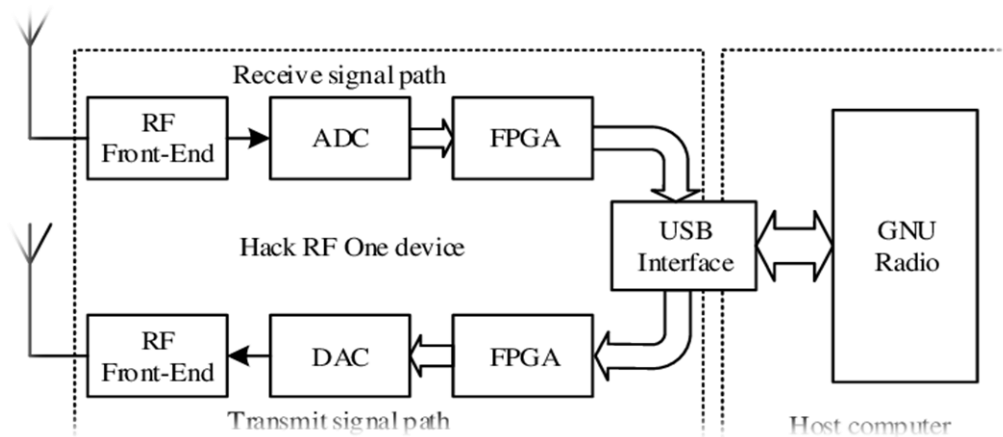 Receive signal path
RF
Front-End
ADC
FPGA
USB
Interface
GNU
Radio
Hack RF One device
RF
Front-End
DAC
FPGA
Transmit signal path
Host computer